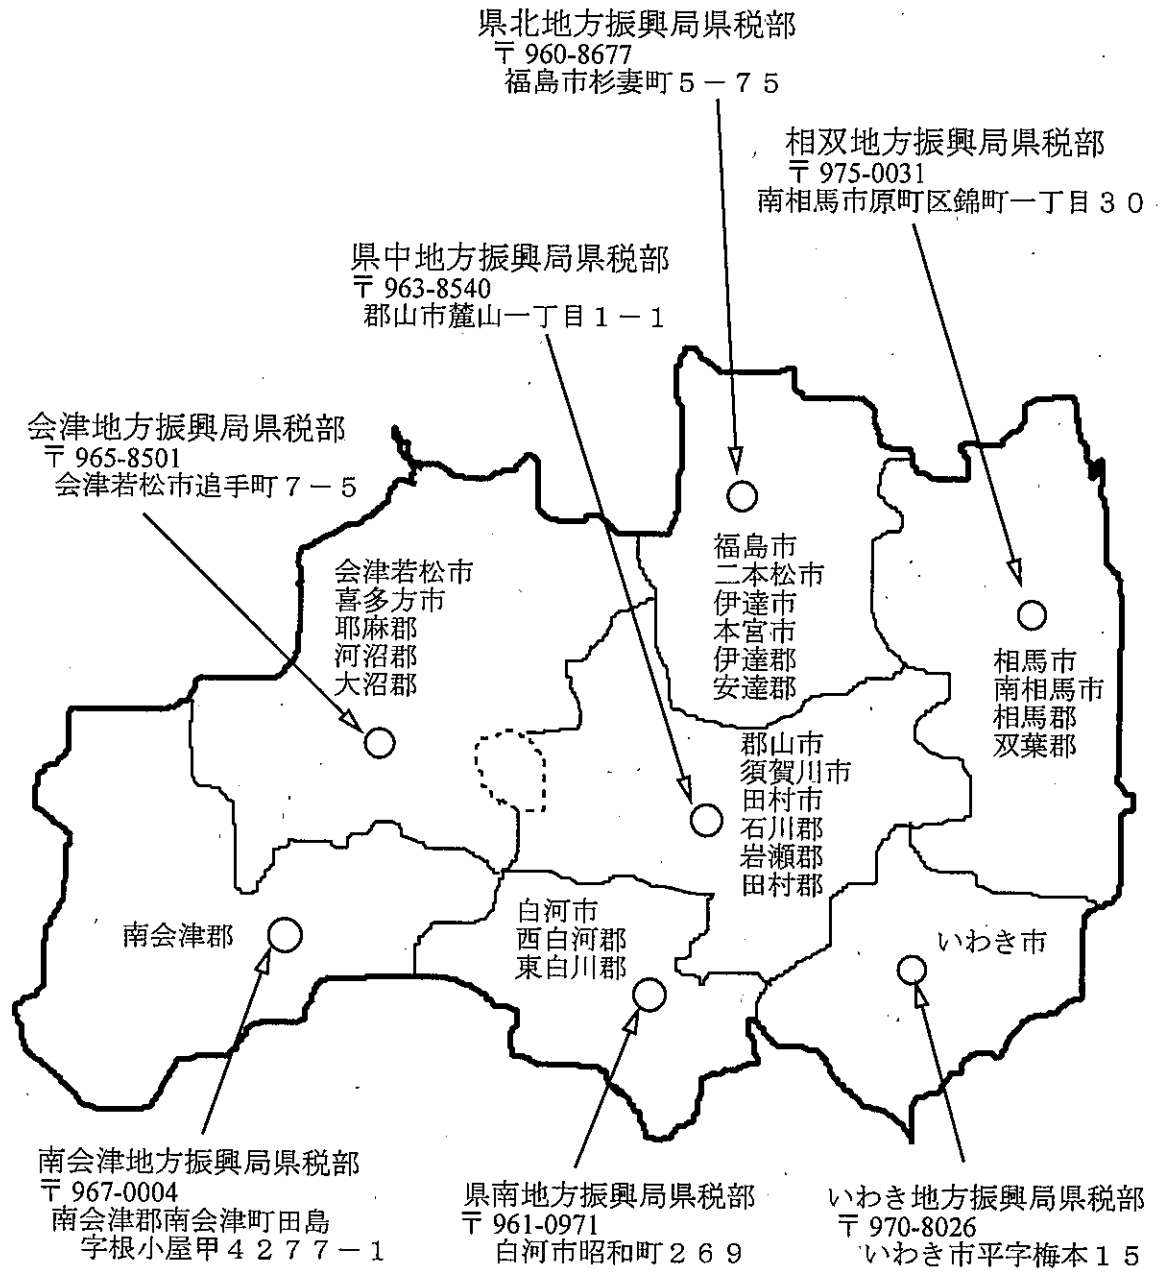 県北地方振興局県税部
〒960-8677
福島市杉妻町５－７５
相双地方振興局県税部
〒975-0031
南相馬市原町区錦町一丁目３０
県中地方振興局県税部
〒963-8540
郡山市麓山一丁目１－１
会津地方振興局県税部
〒965-8501
会津若松市追手町７－５
福島市
二本松市
伊達市
本宮市
伊達郡
安達郡
会津若松市
喜多方市
耶麻郡
河沼郡
大沼郡
相馬市
南相馬市
相馬郡
双葉郡
郡山市
須賀川市
田村市
石川郡
岩瀬郡
田村郡
南会津郡
白河市
西白河郡
東白川郡
いわき市
南会津地方振興局県税部
〒967-0004
南会津郡南会津町田島
字根小屋甲４２７７－１
県南地方振興局県税部
〒961-0971
白河市昭和町２６９
いわき地方振興局県税部
〒970-8026
いわき市平字梅本１５